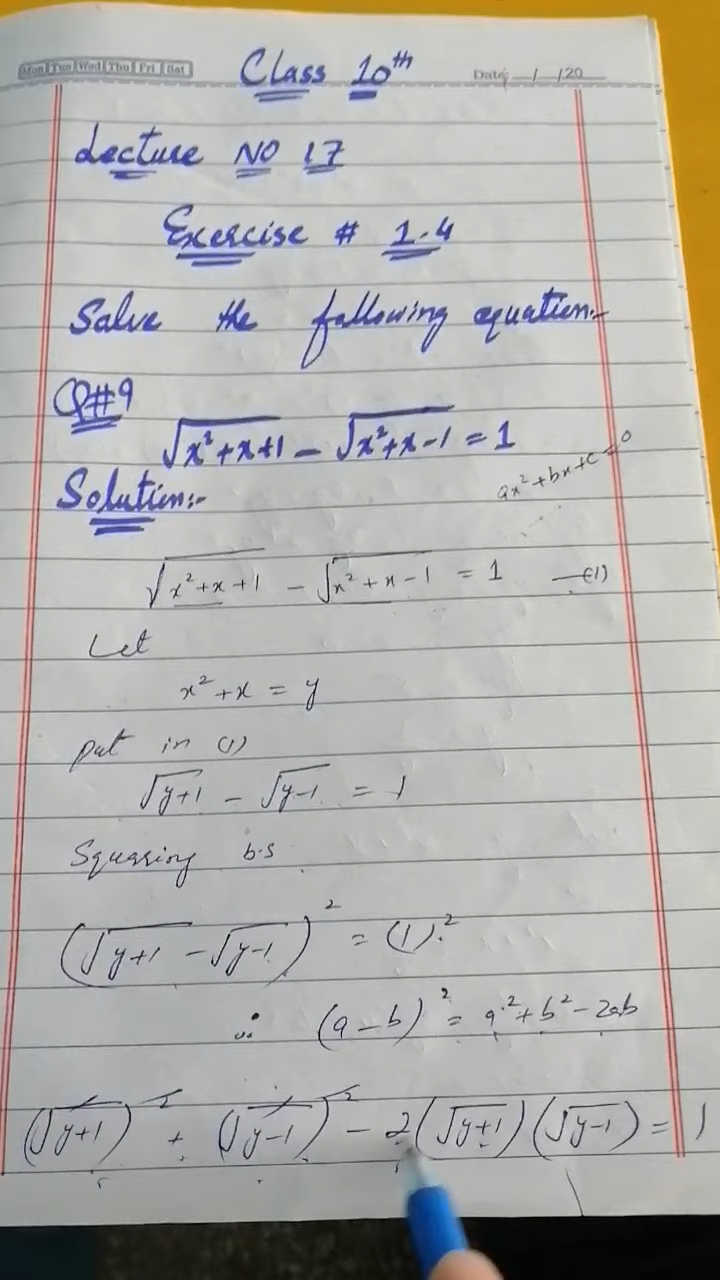 Mon Tue Wed Thu Fri Sat
Class 10th
Date: / /20
Lecture NO 17
Exercise # 1.4
Salve the following equation:-
Q#9
√x²+x+1 - √x²+x-1 = 1
ax²+bx+c=0
Solution:-
√x²+x+1 - √x²+x-1 = 1 —(1)
Let
x²+x = y
put in (1)
√y+1 - √y-1 = 1
Squaring b.s
(√y+1 - √y-1)² = (1)²
∴ (a-b)² = a²+b²-2ab
(√y+1)² + (√y-1)² - 2(√y+1)(√y-1) = 1